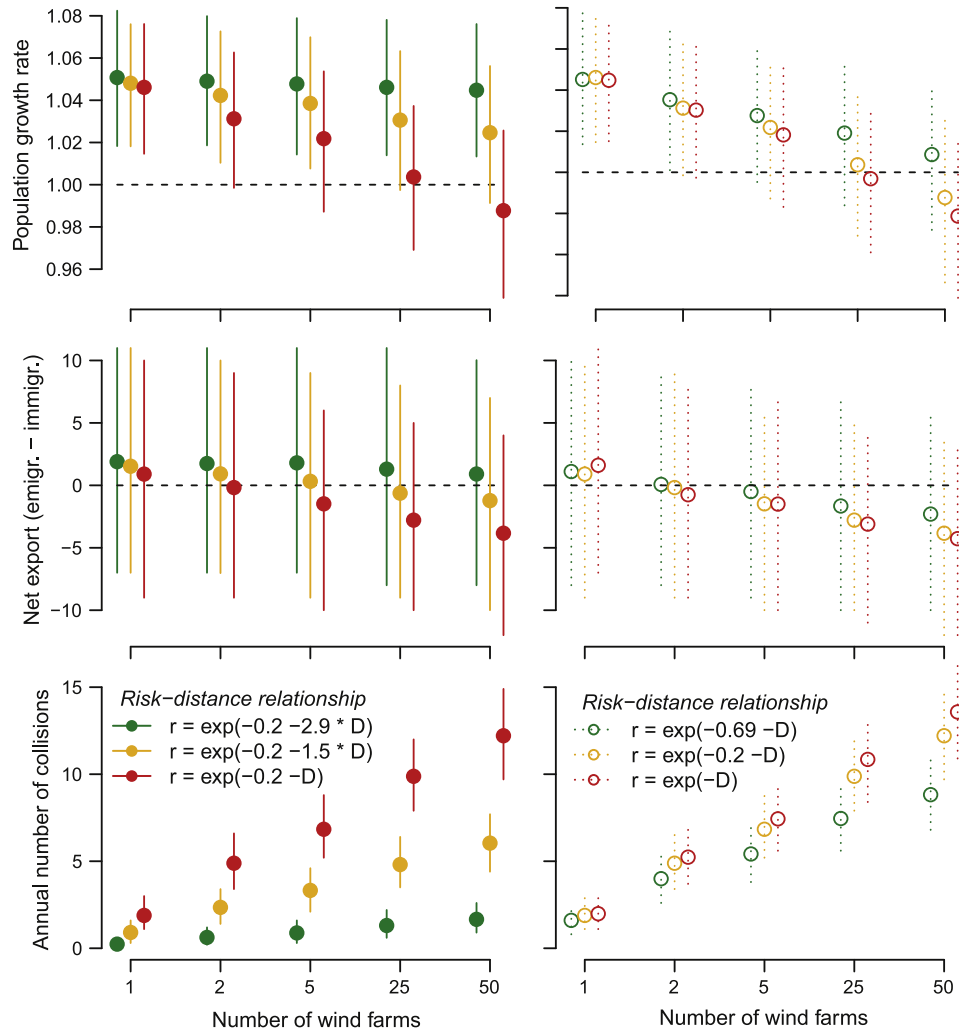 Population growth rate
1.08
1.06
1.04
1.02
1.00
0.98
0.96
Net export (emigr. − immigr.)
10
5
0
−5
−10
Annual number of collisions
15
10
5
0
Risk−distance relationship
r = exp(−0.2 −2.9 * D)
r = exp(−0.2 −1.5 * D)
r = exp(−0.2 −D)
1 2 5 25 50
Number of wind farms
Risk−distance relationship
r = exp(−0.69 −D)
r = exp(−0.2 −D)
r = exp(−D)
1 2 5 25 50
Number of wind farms